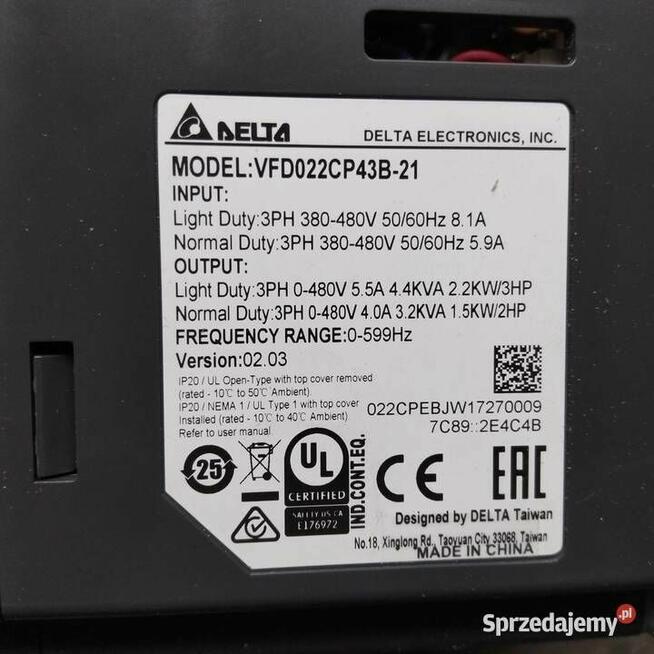 DELTA
DELTA ELECTRONICS, INC.
MODEL:VFD022CP43B-21
INPUT:
Light Duty:3PH 380-480V 50/60Hz 8.1A
Normal Duty:3PH 380-480V 50/60Hz 5.9A
OUTPUT:
Light Duty:3PH 0-480V 5.5A 4.4KVA 2.2KW/3HP
Normal Duty:3PH 0-480V 4.0A 3.2KVA 1.5KW/2HP
FREQUENCY RANGE:0-599Hz
Version:02.03
IP20 / UL Open-Type with top cover removed
(rated - 10℃ to 50℃ Ambient)
IP20 / NEMA 1 / UL Type 1 with top cover
Installed (rated - 10℃ to 40℃ Ambient)
Refer to user manual
022CPEBJW17270009
7C89::2E4C4B
25
UL
CERTIFIED
SAFETY US CA
E176972
IND.CONT.EQ.
CE
EAC
Designed by DELTA Taiwan
No.18, Xinglong Rd., Taoyuan City 33068, Taiwan
MADE IN CHINA
Sprzedajemy.pl